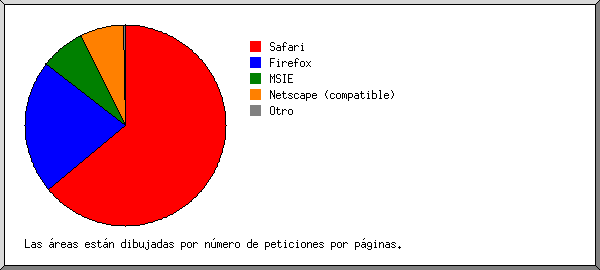 Safari
Firefox
MSIE
Netscape (compatible)
Otro
Las áreas están dibujadas por número de peticiones por páginas.